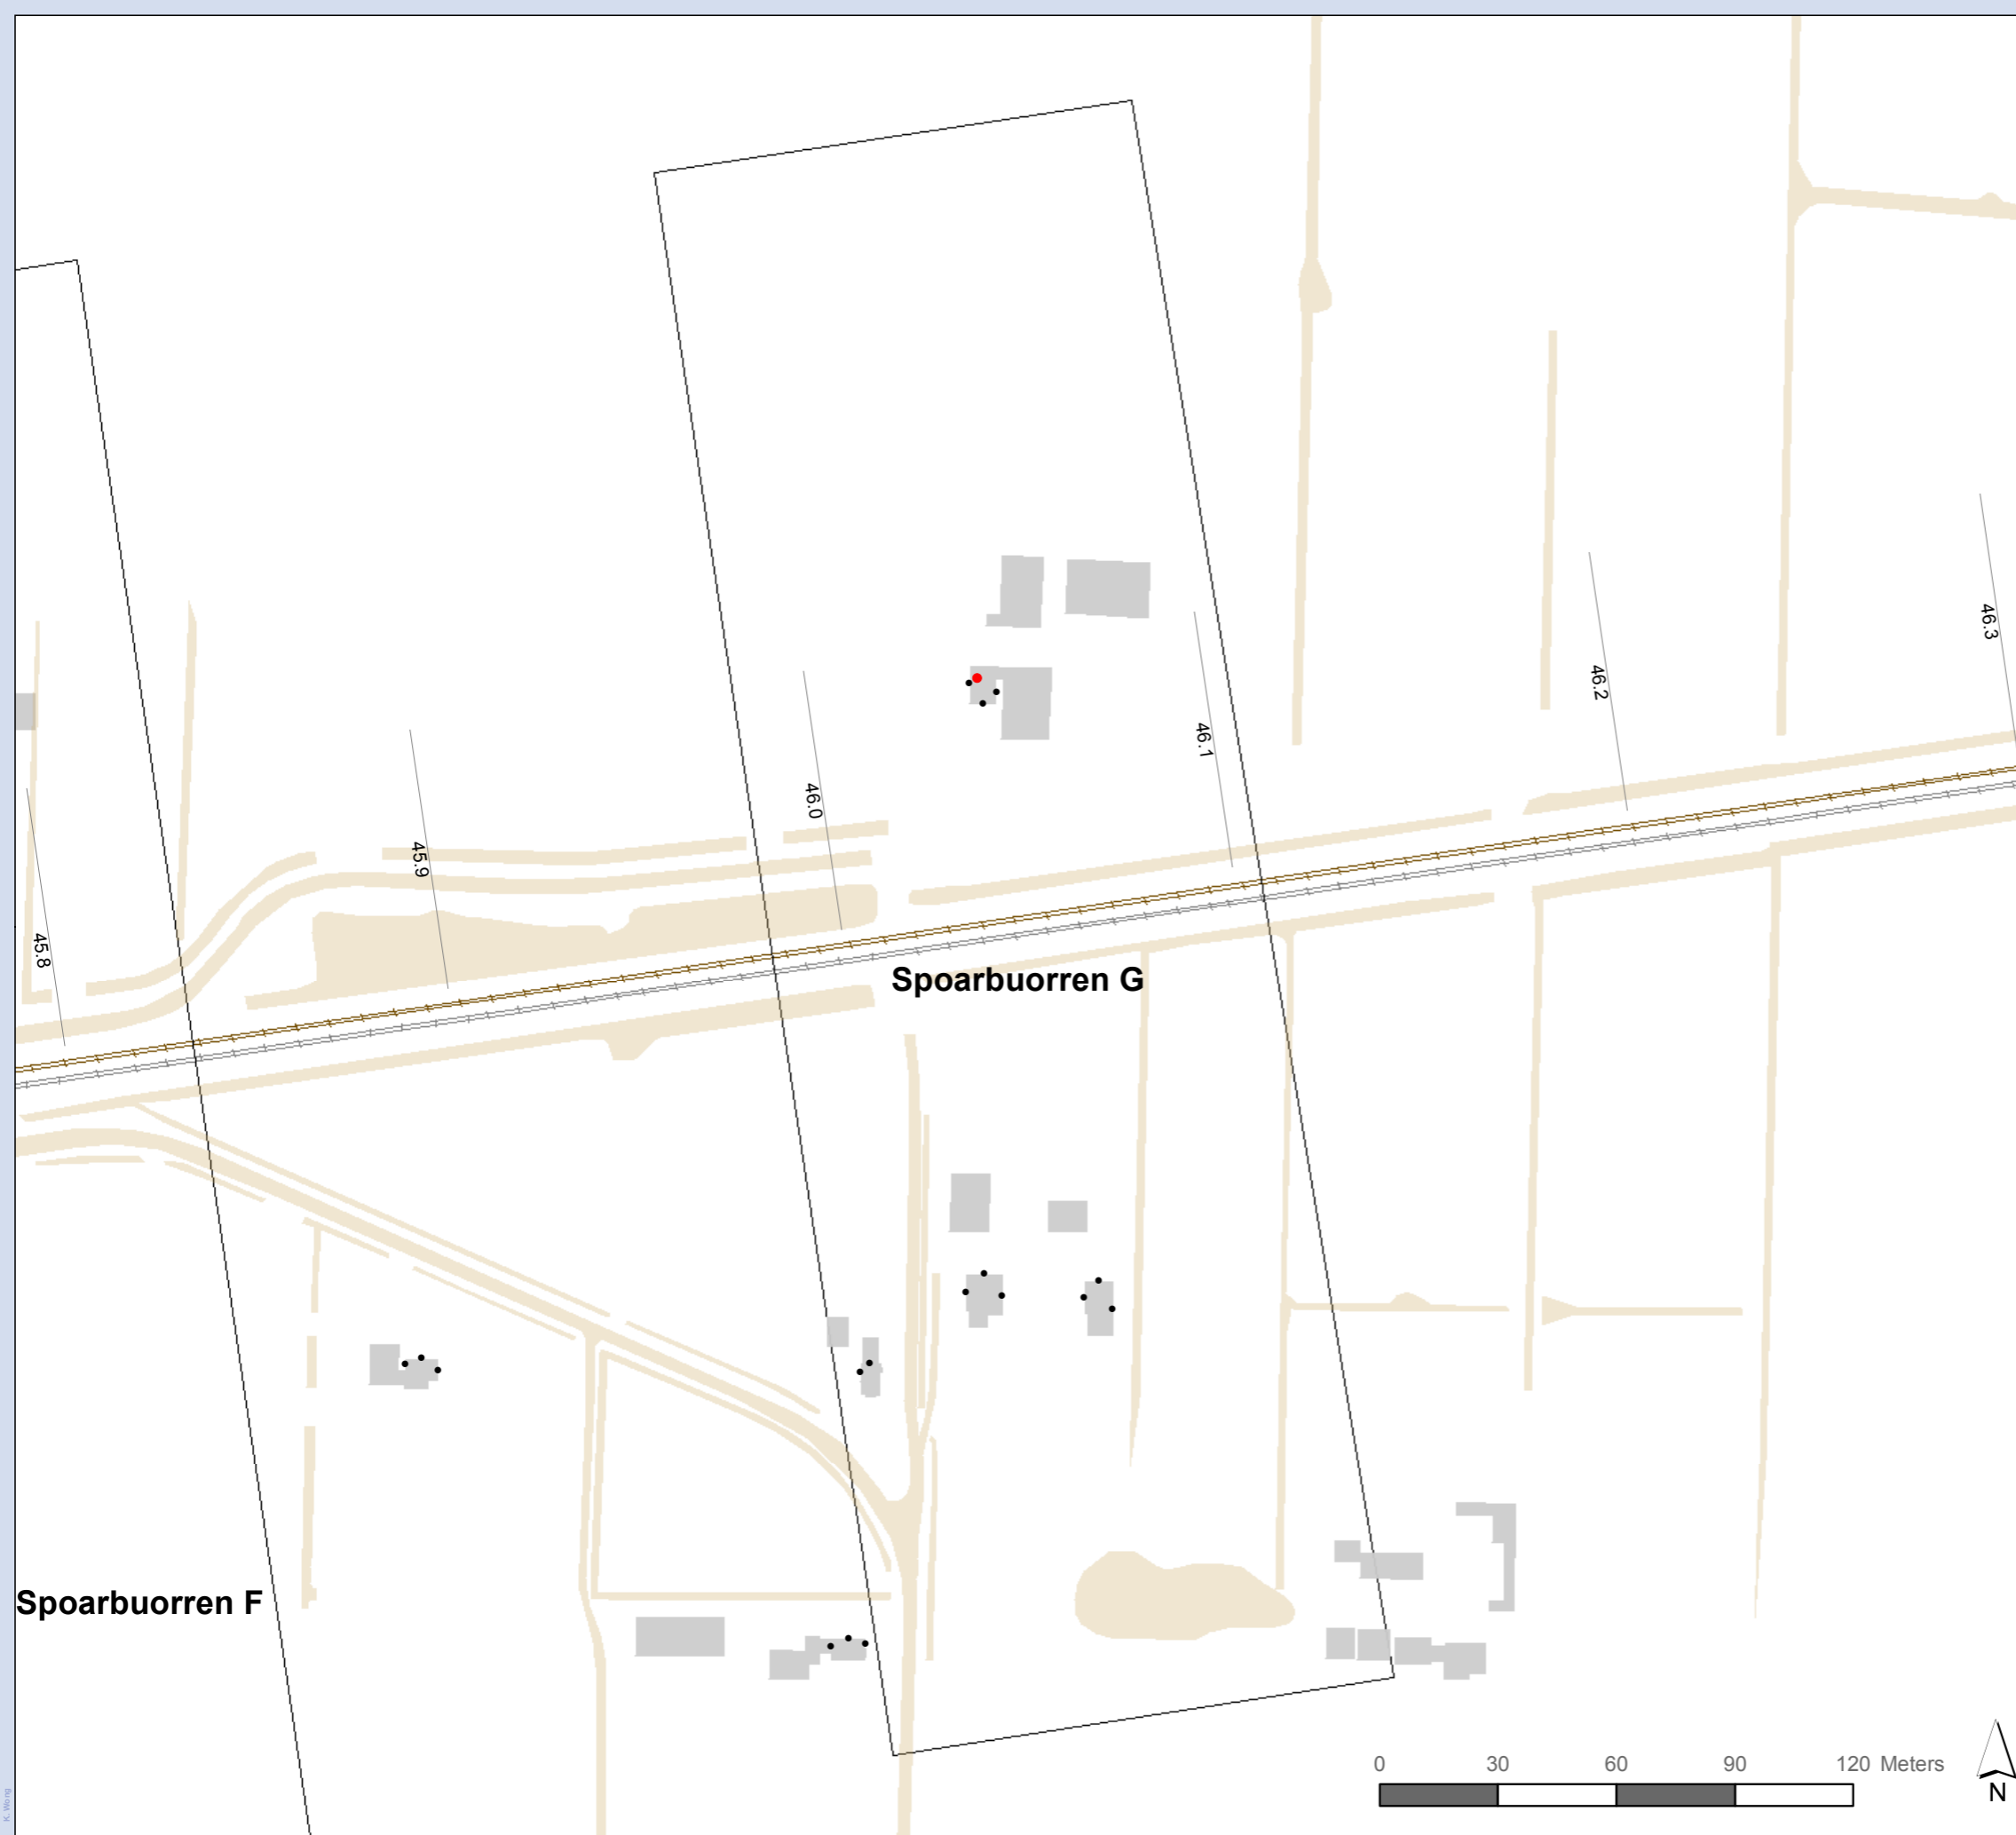 46.3
46.2
46.1
46.0
45.9
45.8
Spoarbuorren G
Spoarbuorren F
0 30 60 90 120 Meters
N
K. Wong